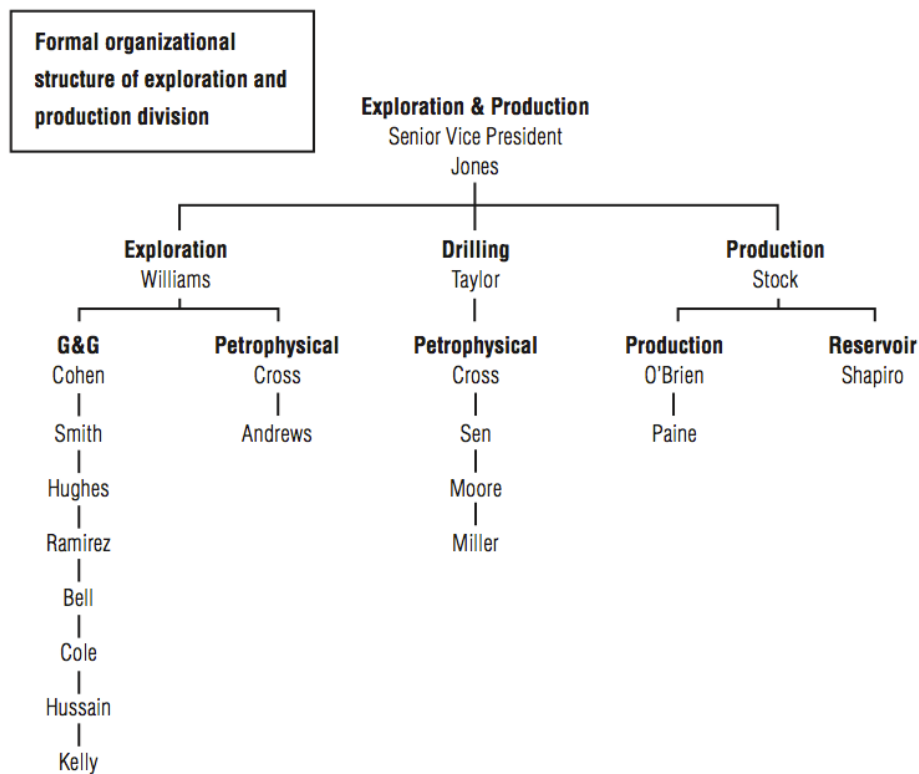 Formal organizational
structure of exploration and
production division
Exploration & Production
Senior Vice President
Jones
Exploration
Williams
Drilling
Taylor
Production
Stock
G&G
Cohen
Smith
Hughes
Ramirez
Bell
Cole
Hussain
Kelly
Petrophysical
Cross
Andrews
Petrophysical
Cross
Sen
Moore
Miller
Production
O'Brien
Paine
Reservoir
Shapiro